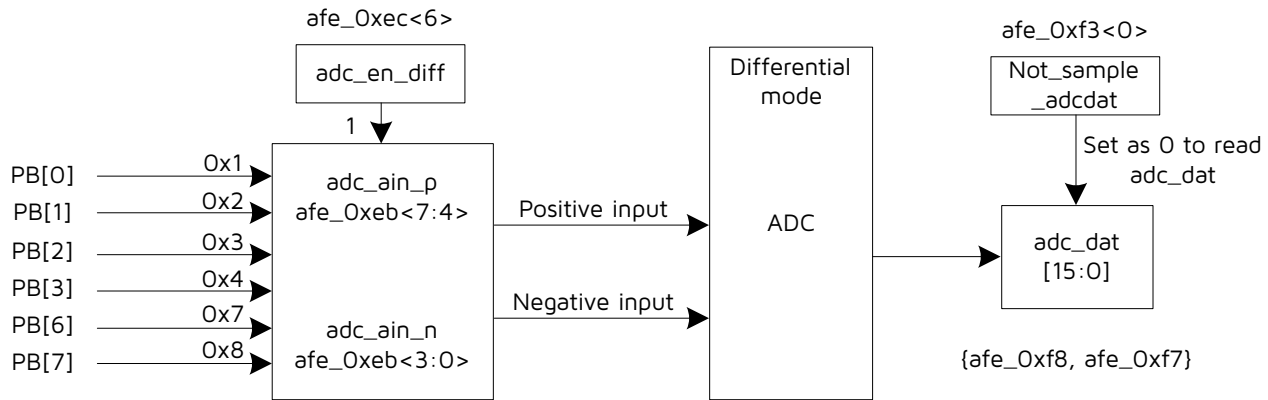 afe_0xec<6>
adc_en_diff
1
afe_0xf3<0>
Not_sample
_adcdat
Set as 0 to read
adc_dat
PB[0]
0x1
PB[1]
0x2
PB[2]
0x3
PB[3]
0x4
PB[6]
0x7
PB[7]
0x8
adc_ain_p
afe_0xeb<7:4>
adc_ain_n
afe_0xeb<3:0>
Positive input
Negative input
Differential
mode
ADC
adc_dat
[15:0]
{afe_0xf8, afe_0xf7}